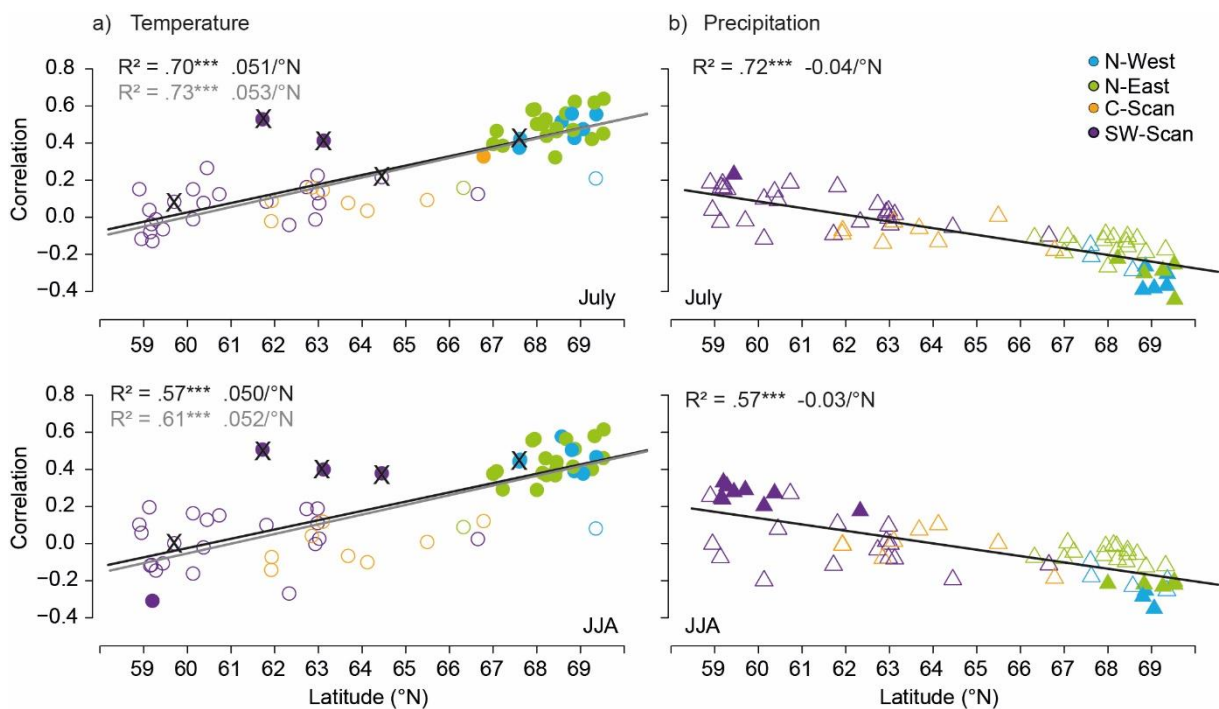 a) Temperature
b) Precipitation
R² = .70*** .051/°N
R² = .73*** .053/°N
R² = .72*** -0.04/°N
N-West
N-East
C-Scan
SW-Scan
Correlation
0.8
0.6
0.4
0.2
0.0
−0.2
−0.4
July
July
59 60 61 62 63 64 65 66 67 68 69
59 60 61 62 63 64 65 66 67 68 69
R² = .57*** .050/°N
R² = .61*** .052/°N
R² = .57*** -0.03/°N
Correlation
0.8
0.6
0.4
0.2
0.0
−0.2
−0.4
JJA
JJA
59 60 61 62 63 64 65 66 67 68 69
59 60 61 62 63 64 65 66 67 68 69
Latitude (°N)
Latitude (°N)